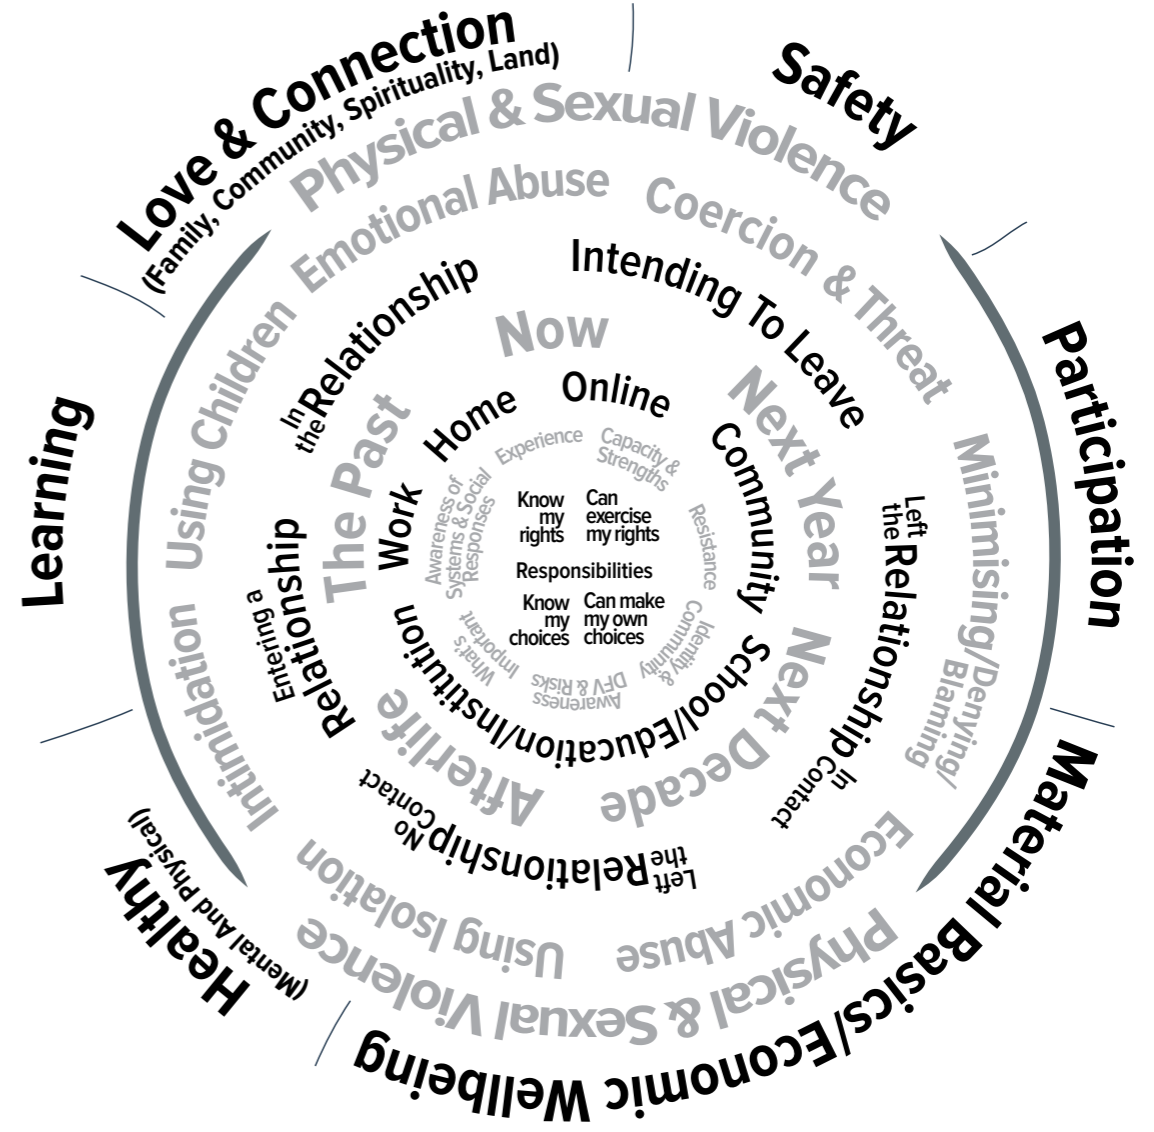 Love & Connection
(Family, Community, Spirituality, Land)
Safety
Participation
Material Basics/Economic Wellbeing
Healthy
(Mental And Physical)
Learning
Physical & Sexual Violence
Physical & Sexual Violence
Emotional Abuse
Coercion & Threat
Minimising/Denying/
Blaming
Economic Abuse
Using Isolation
Intimidation
Using Children
In
the Relationship
Intending To Leave
Left
the Relationship In
Contact
Left
the Relationship No
Contact
Entering a
Relationship
Now
Next Year
Next Decade
Afterlife
The Past
Home
Online
Community
School/Education/Institution
Work
Experience
Capacity &
Strengths
Resistance
Identity &
Community
Awareness
DFV & Risks
What's
Important
Awareness of
Systems & Social
Responses
Know
my
rights
Can
exercise
my rights
Responsibilities
Know
my
choices
Can make
my own
choices